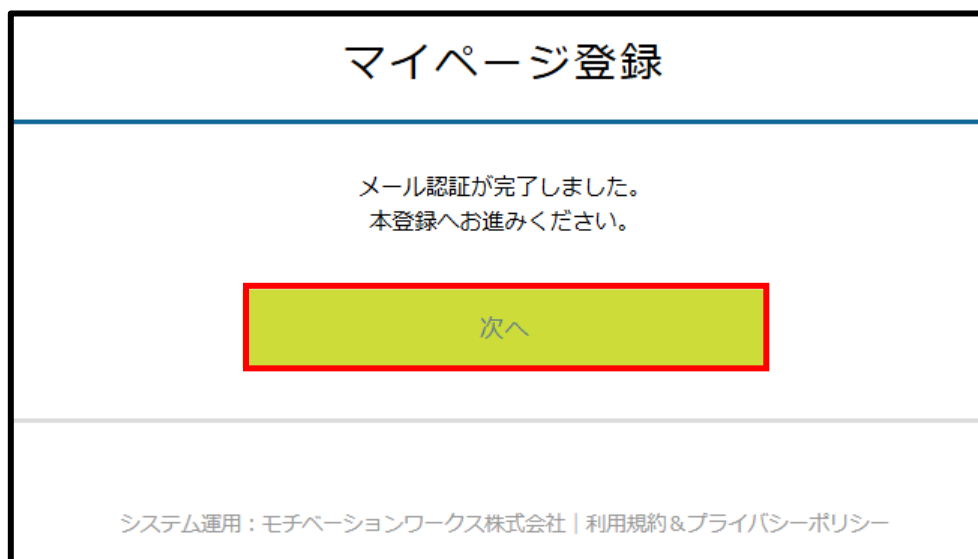 マイページ登録
メール認証が完了しました。
本登録へお進みください。
次へ
システム運用：モチベーションワークス株式会社｜利用規約＆プライバシーポリシー